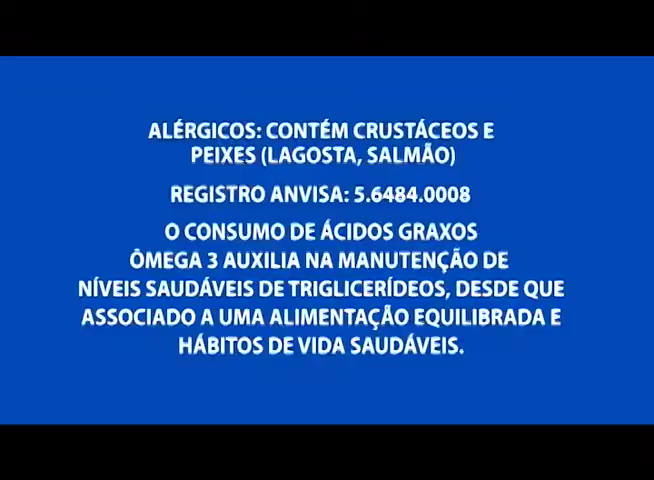 ALÉRGICOS: CONTÉM CRUSTÁCEOS E
PEIXES (LAGOSTA, SALMÃO)
REGISTRO ANVISA: 5.6484.0008
O CONSUMO DE ÁCIDOS GRAXOS
ÔMEGA 3 AUXILIA NA MANUTENÇÃO DE
NÍVEIS SAUDÁVEIS DE TRIGLICERÍDEOS, DESDE QUE
ASSOCIADO A UMA ALIMENTAÇÃO EQUILIBRADA E
HÁBITOS DE VIDA SAUDÁVEIS.